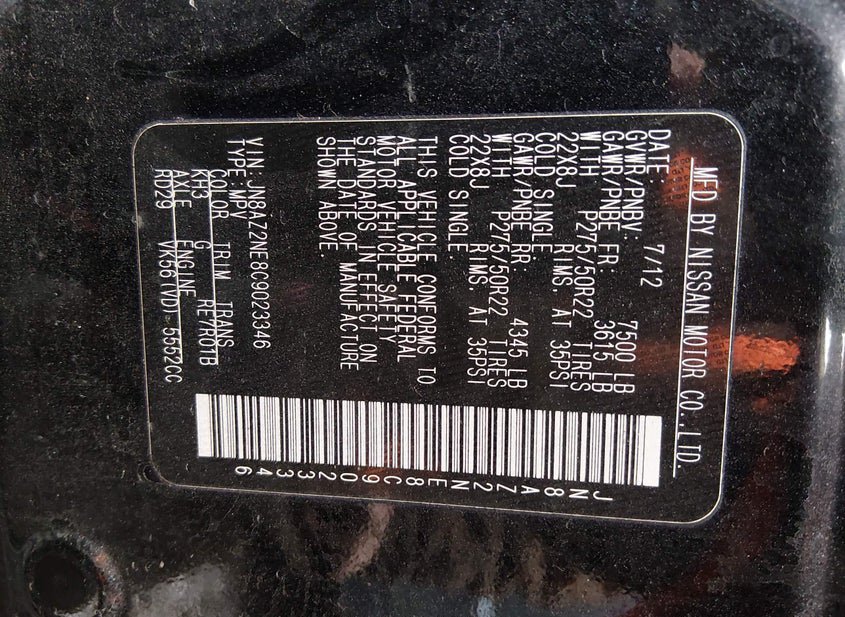 MFD BY NISSAN MOTOR CO.,LTD.
DATE: 7/12
GVWR/PNBV: 7500 LB
GAWR/PNBE FR: 3615 LB
WITH P275/50R22 TIRES
22X8J RIMS AT 35PSI
COLD SINGLE.
GAWR/PNBE RR: 4345 LB
WITH P275/50R22 TIRES
22X8J RIMS AT 35PSI
COLD SINGLE.
THIS VEHICLE CONFORMS TO
ALL APPLICABLE FEDERAL
MOTOR VEHICLE SAFETY
STANDARDS IN EFFECT ON
THE DATE OF MANUFACTURE
SHOWN ABOVE.
VIN: JN8AZ2NE8C9023346
TYPE: MPV
COLOR TRIM TRANS
KH3 G RE7R01B
AXLE ENGINE
RD29 VK56(VD) 5552CC
JN8AZ2NE8C9023346